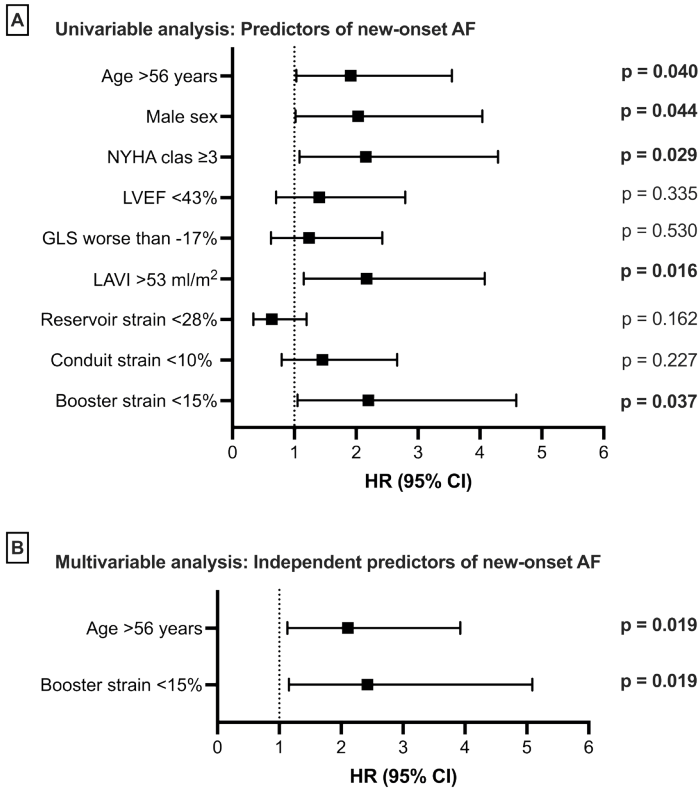 A
Univariable analysis: Predictors of new-onset AF
Age >56 years p = 0.040
Male sex p = 0.044
NYHA clas ≥3 p = 0.029
LVEF <43% p = 0.335
GLS worse than -17% p = 0.530
LAVI >53 ml/m² p = 0.016
Reservoir strain <28% p = 0.162
Conduit strain <10% p = 0.227
Booster strain <15% p = 0.037
0 1 2 3 4 5 6
HR (95% CI)
B
Multivariable analysis: Independent predictors of new-onset AF
Age >56 years p = 0.019
Booster strain <15% p = 0.019
0 1 2 3 4 5 6
HR (95% CI)